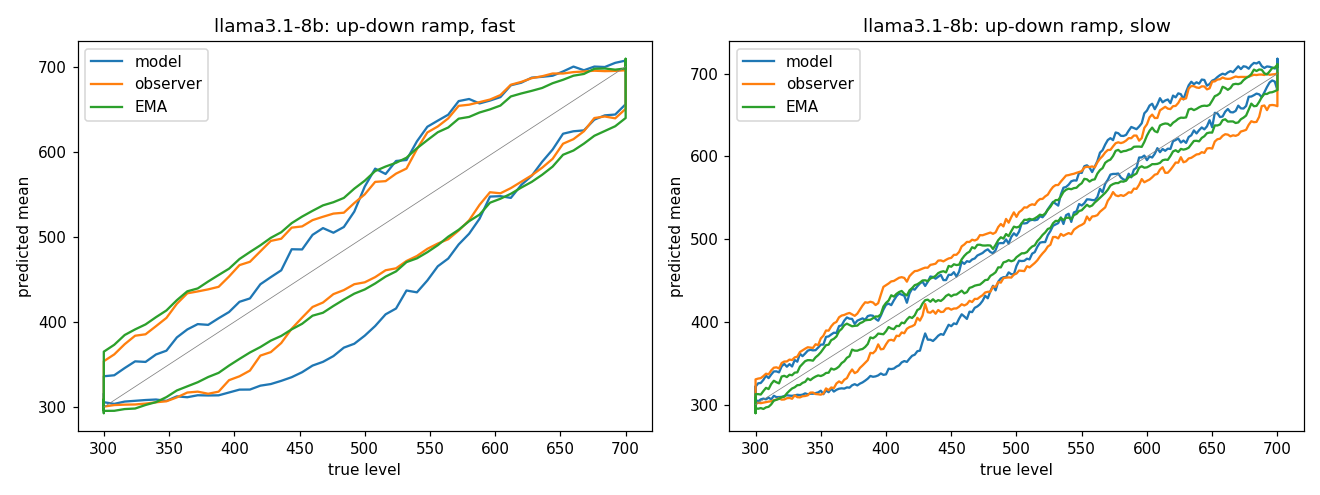 llama3.1-8b: up-down ramp, fast
model
observer
EMA
700
600
500
400
300
predicted mean
300 350 400 450 500 550 600 650 700
true level
llama3.1-8b: up-down ramp, slow
model
observer
EMA
700
600
500
400
300
predicted mean
300 350 400 450 500 550 600 650 700
true level